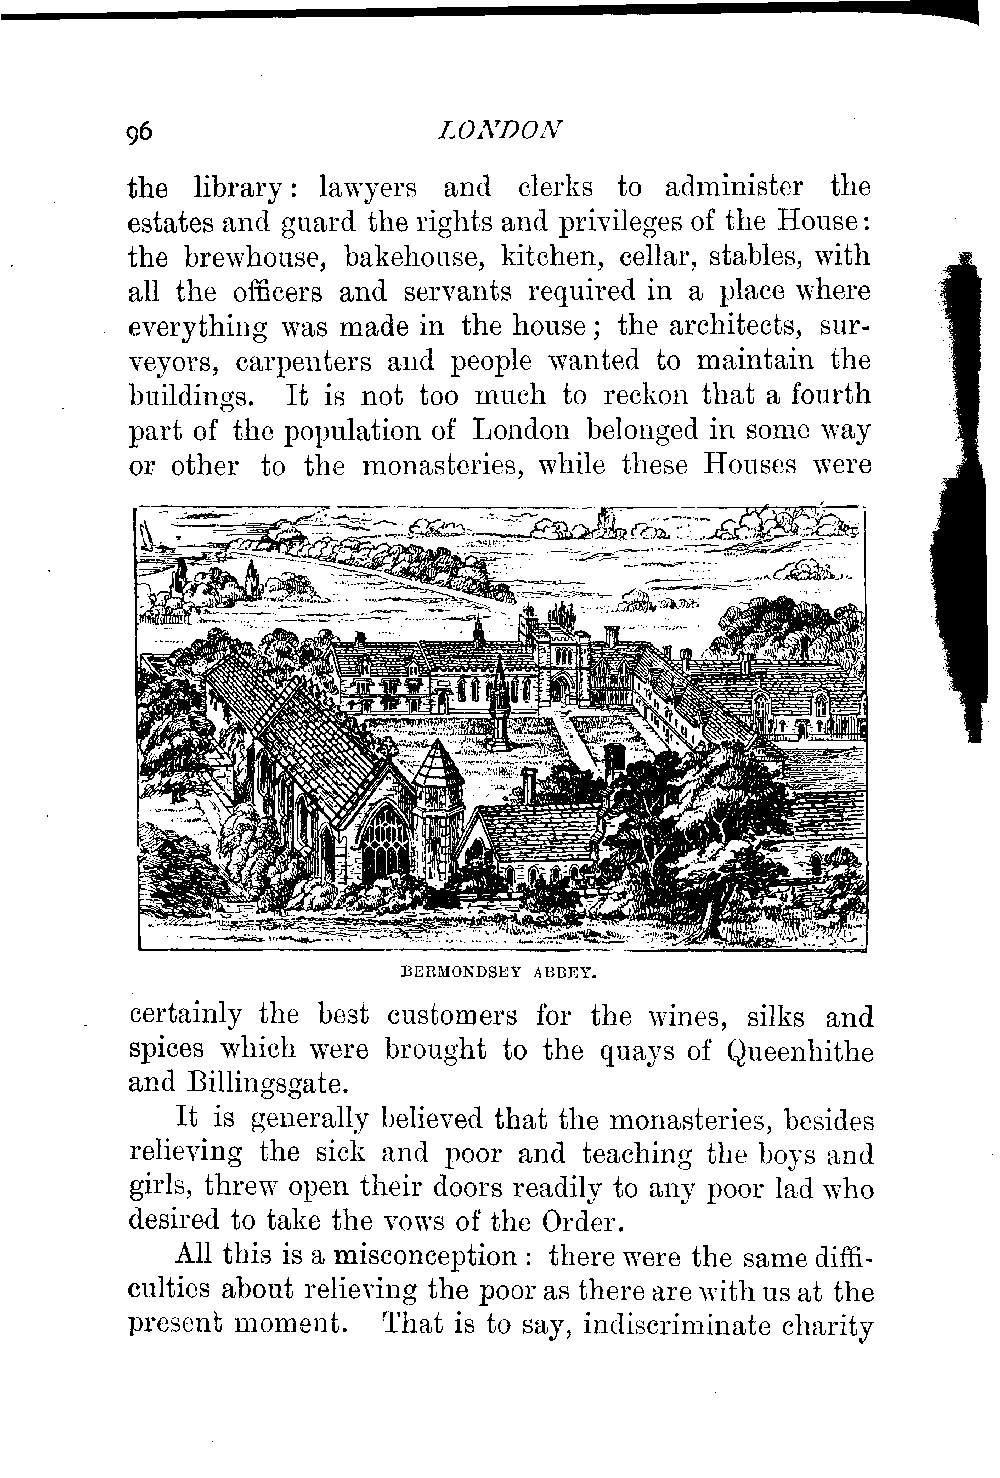 96 LONDON
the library: lawyers and clerks to administer the
estates and guard the rights and privileges of the House:
the brewhouse, bakehouse, kitchen, cellar, stables, with
all the officers and servants required in a place where
everything was made in the house; the architects, sur-
veyors, carpenters and people wanted to maintain the
buildings. It is not too much to reckon that a fourth
part of the population of London belonged in some way
or other to the monasteries, while these Houses were
BERMONDSEY ABBEY.
certainly the best customers for the wines, silks and
spices which were brought to the quays of Queenhithe
and Billingsgate.
It is generally believed that the monasteries, besides
relieving the sick and poor and teaching the boys and
girls, threw open their doors readily to any poor lad who
desired to take the vows of the Order.
All this is a misconception: there were the same diffi-
culties about relieving the poor as there are with us at the
present moment. That is to say, indiscriminate charity